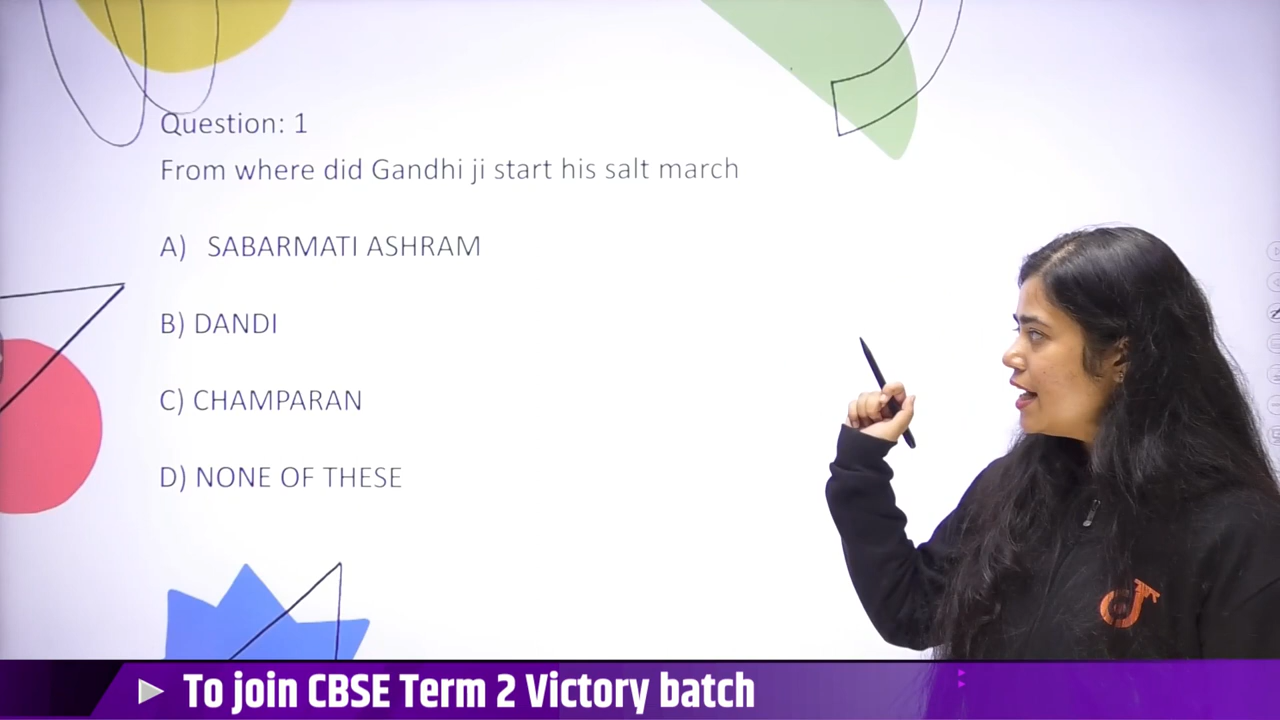 Question: 1
From where did Gandhi ji start his salt march
A) SABARMATI ASHRAM
B) DANDI
C) CHAMPARAN
D) NONE OF THESE
To join CBSE Term 2 Victory batch